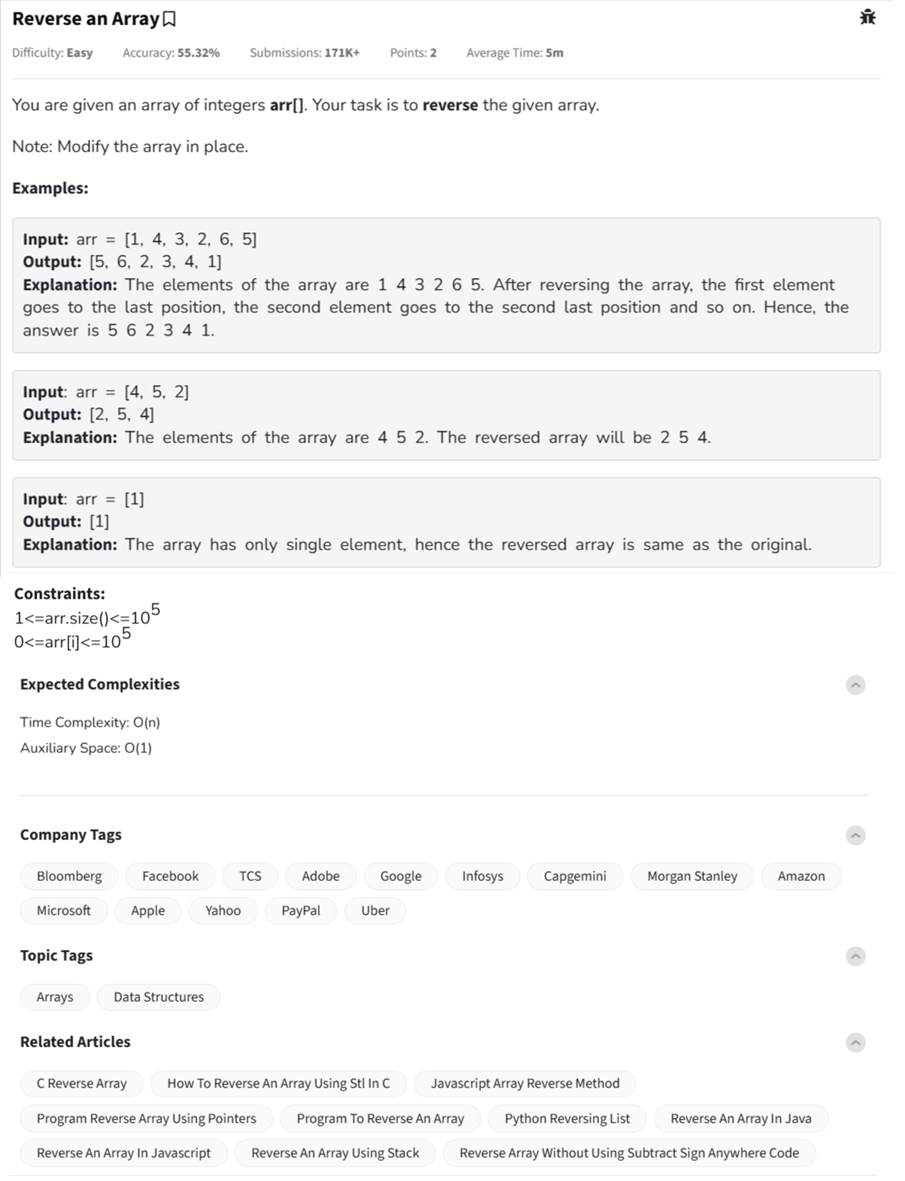 Reverse an Array
Difficulty: Easy Accuracy: 55.32% Submissions: 171K+ Points: 2 Average Time: 5m
You are given an array of integers arr[]. Your task is to reverse the given array.
Note: Modify the array in place.
Examples:
Input: arr = [1, 4, 3, 2, 6, 5]
Output: [5, 6, 2, 3, 4, 1]
Explanation: The elements of the array are 1 4 3 2 6 5. After reversing the array, the first element
goes to the last position, the second element goes to the second last position and so on. Hence, the
answer is 5 6 2 3 4 1.
Input: arr = [4, 5, 2]
Output: [2, 5, 4]
Explanation: The elements of the array are 4 5 2. The reversed array will be 2 5 4.
Input: arr = [1]
Output: [1]
Explanation: The array has only single element, hence the reversed array is same as the original.
Constraints:
1<=arr.size()<=10^5
0<=arr[i]<=10^5
Expected Complexities
Time Complexity: O(n)
Auxiliary Space: O(1)
Company Tags
Bloomberg Facebook TCS Adobe Google Infosys Capgemini Morgan Stanley Amazon
Microsoft Apple Yahoo PayPal Uber
Topic Tags
Arrays Data Structures
Related Articles
C Reverse Array How To Reverse An Array Using Stl In C Javascript Array Reverse Method
Program Reverse Array Using Pointers Program To Reverse An Array Python Reversing List Reverse An Array In Java
Reverse An Array In Javascript Reverse An Array Using Stack Reverse Array Without Using Subtract Sign Anywhere Code